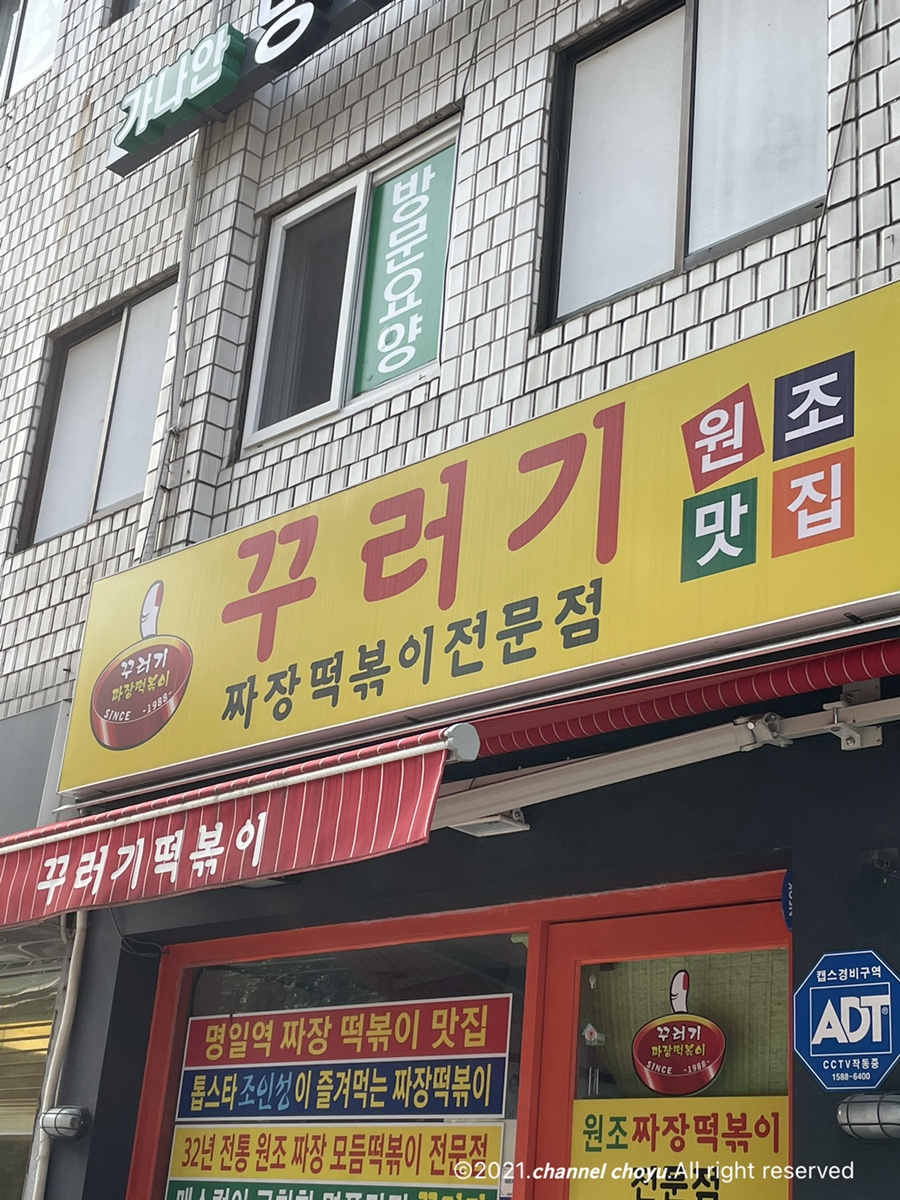 가나안
방문요양
꾸러기
원조
맛집
짜장떡볶이전문점
꾸러기
짜장떡볶이
SINCE -1988-
꾸러기떡볶이
명일역 짜장 떡볶이 맛집
톱스타조인성이 즐겨먹는 짜장떡볶이
32년 전통 원조 짜장 모듬떡볶이 전문점
꾸러기
짜장떡볶이
SINCE -1988-
원조짜장떡볶이
전문점
캡스경비구역
ADT
CCTV작동중
1588-6400
©2021.channel choyu.All right reserved